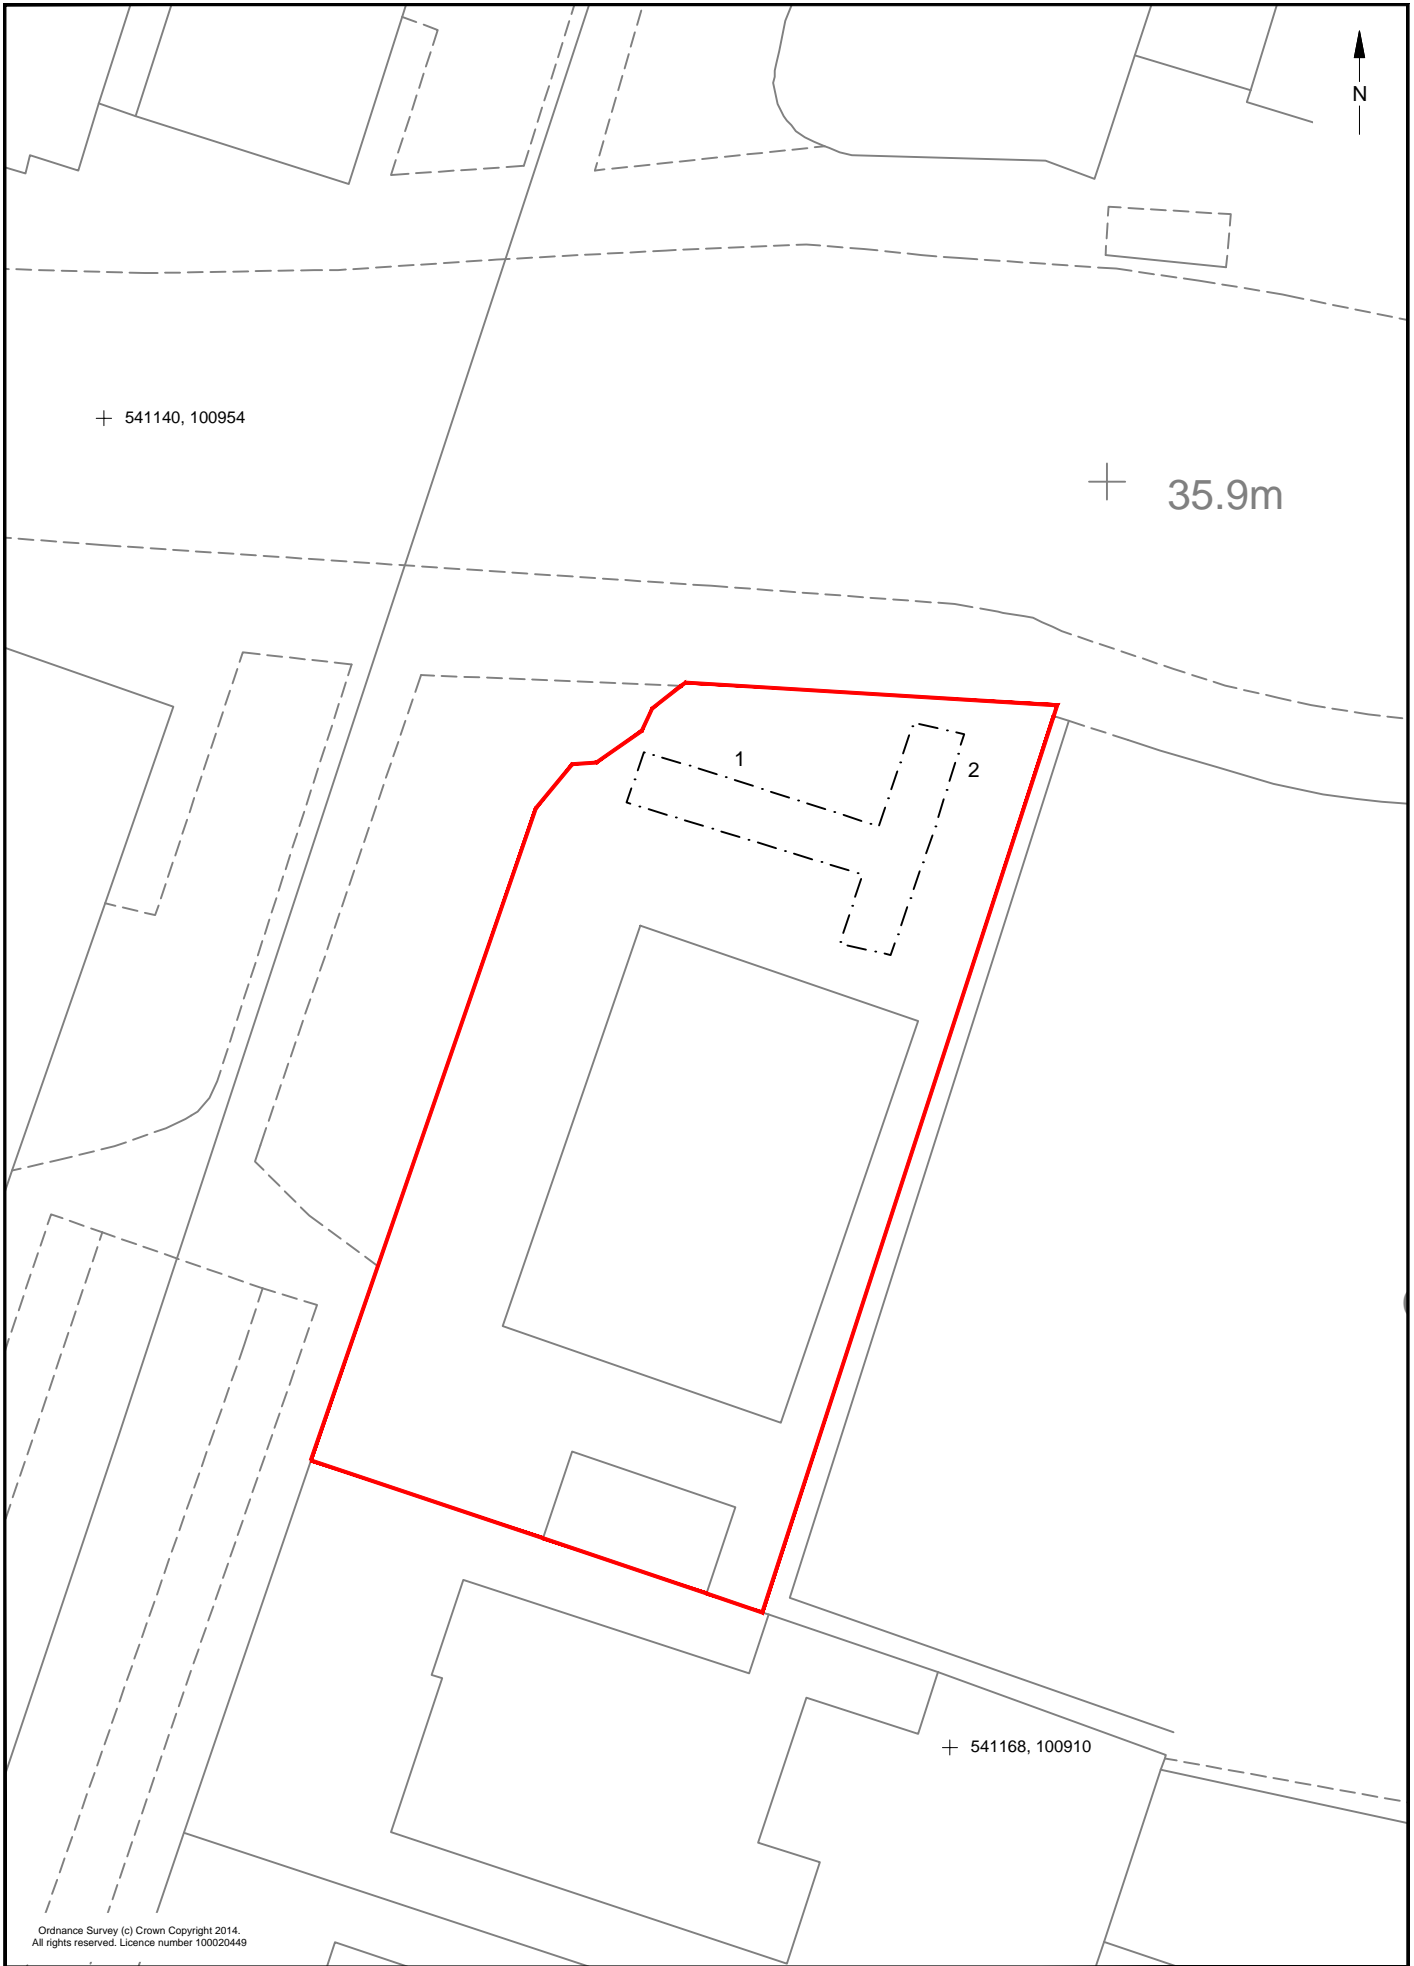 N
541140, 100954
35.9m
1
2
541168, 100910
Ordnance Survey (c) Crown Copyright 2014.
All rights reserved. Licence number 100020449